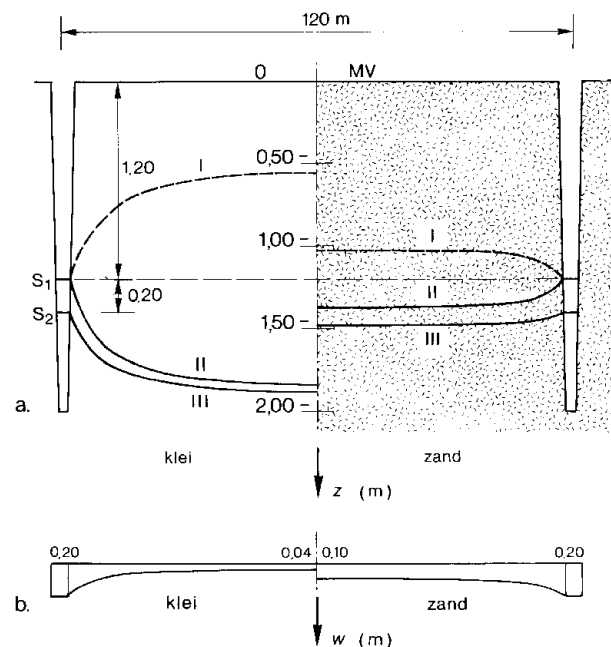 120 m
0 MV
0,50
1,20
I
I
1,00
S1
0,20
II
S2
1,50
III
II
III
2,00
a.
klei
zand
z (m)
0,20
0,04
0,10
0,20
b.
klei
zand
w (m)